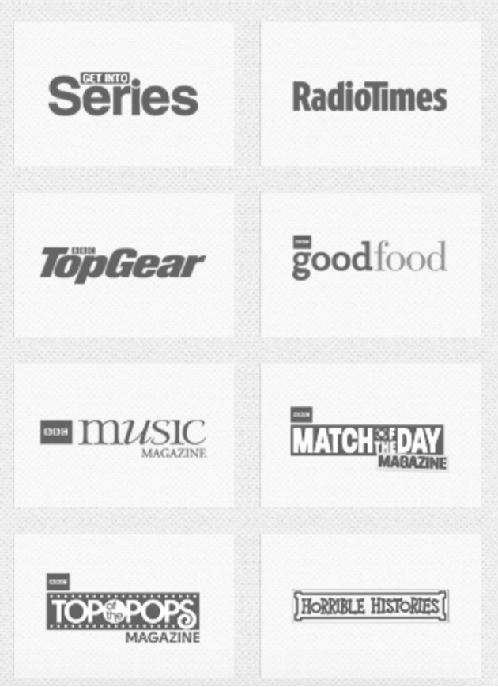 GET INTO
Series
RadioTimes
BBC
TopGear
BBC
goodfood
BBC music
MAGAZINE
BBC
MATCH OF THE DAY
MAGAZINE
BBC
TOP of the POPS
MAGAZINE
HORRIBLE HISTORIES